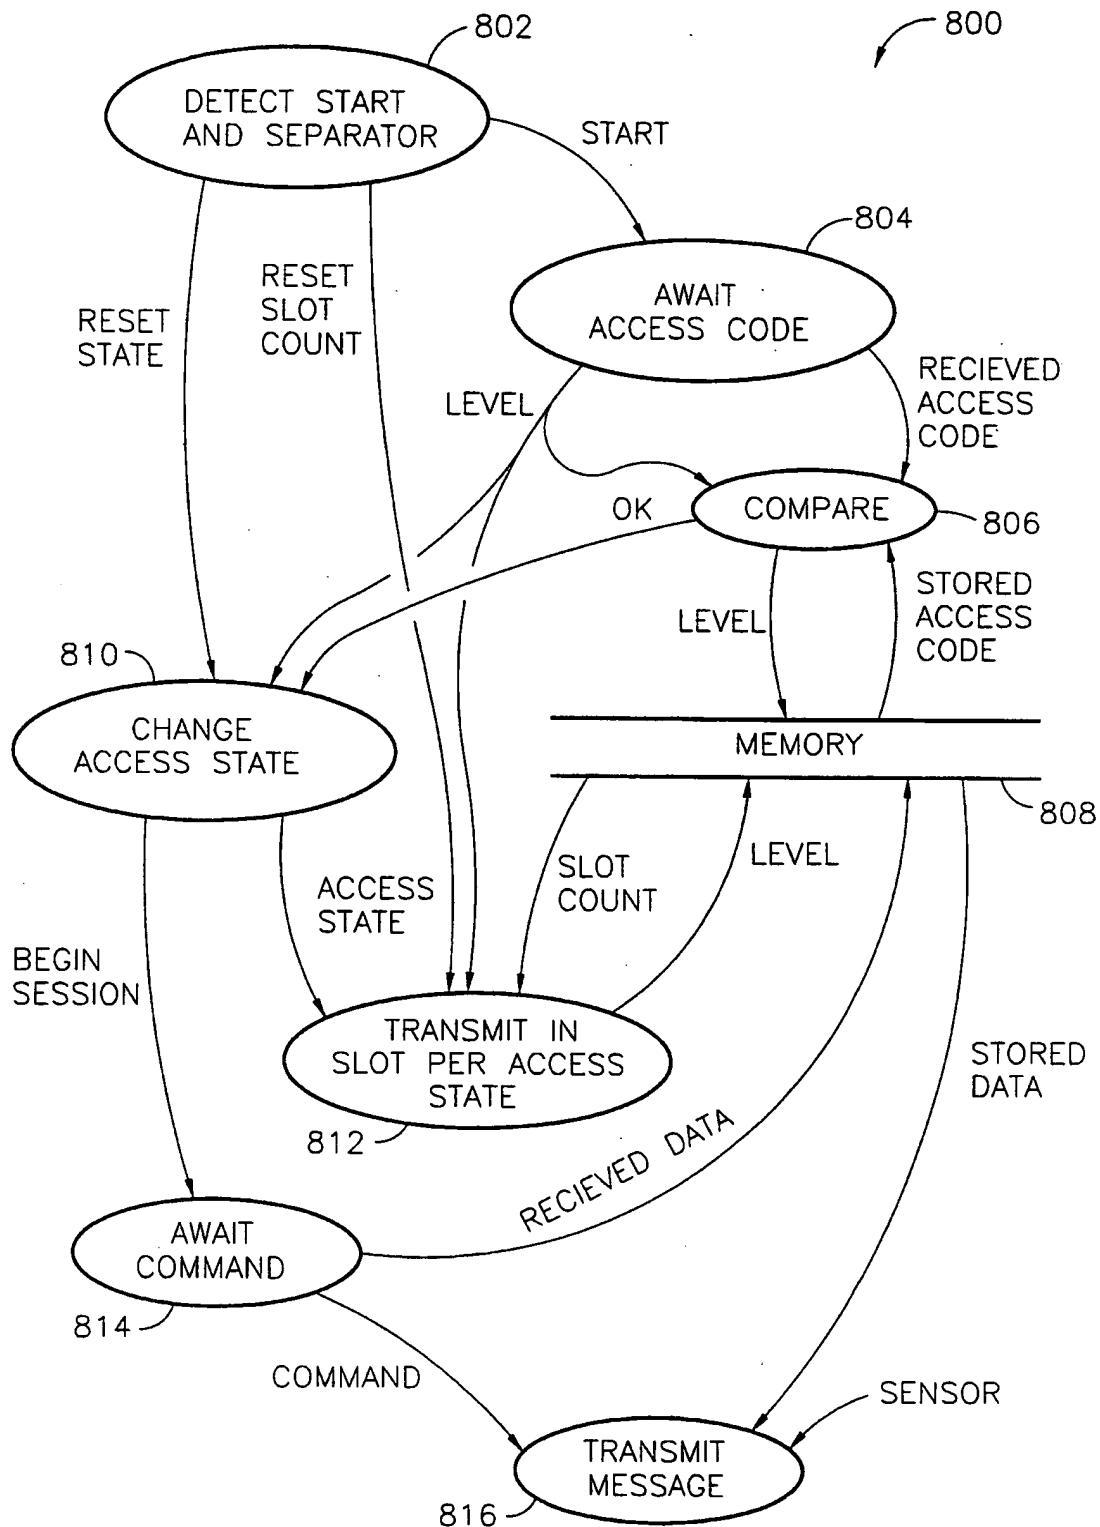 802
800
DETECT START
AND SEPARATOR
START
804
RESET
SLOT
COUNT
AWAIT
ACCESS CODE
RESET
STATE
RECIEVED
ACCESS
CODE
LEVEL
OK
COMPARE
806
STORED
ACCESS
CODE
LEVEL
810
CHANGE
ACCESS STATE
MEMORY
808
SLOT
COUNT
LEVEL
ACCESS
STATE
BEGIN
SESSION
TRANSMIT IN
SLOT PER ACCESS
STATE
812
STORED
DATA
RECIEVED DATA
AWAIT
COMMAND
814
COMMAND
SENSOR
TRANSMIT
MESSAGE
816